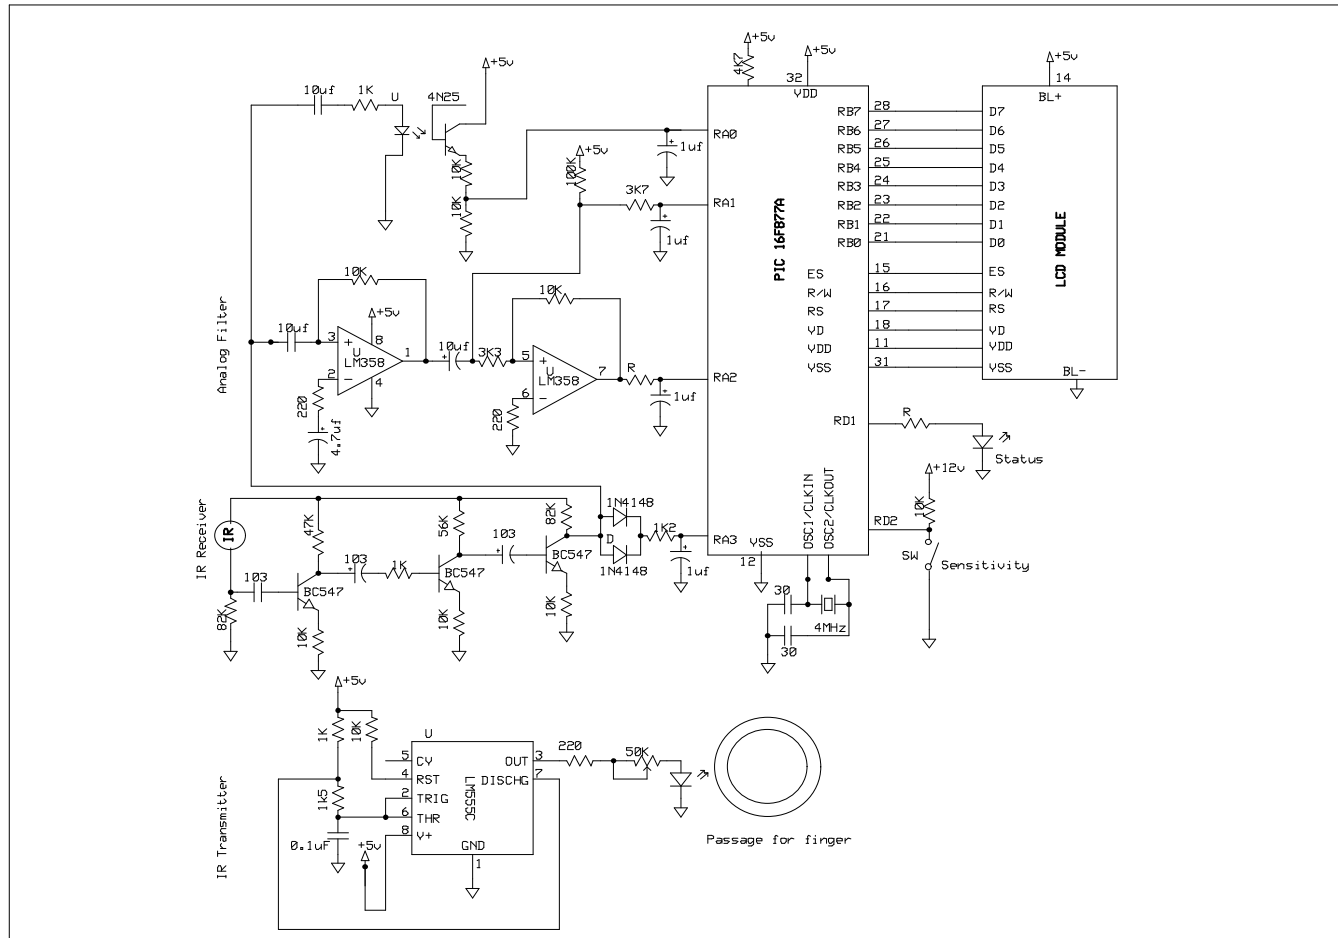 +5v
4K7
+5v
32
VDD
+5v
14
BL+
+5v
10uf
1K
U
4N25
10K
10K
+5v
100K
3K7
1uf
1uf
RA0
RA1
RA2
RA3
PIC 16F877A
RB7
28
D7
RB6
27
D6
RB5
26
D5
RB4
25
D4
RB3
24
D3
RB2
23
D2
RB1
22
D1
RB0
21
D0
ES
15
ES
R/W
16
R/W
RS
17
RS
VD
18
VD
VDD
11
VDD
VSS
31
VSS
LCD MODULE
BL-
Analog Filter
10K
10uf
3
+
+5v
8
U
LM358
1
2
-
4
220
4.7uf
10uf
3K3
10K
5
+
U
LM358
7
6
-
220
R
1uf
RD1
R
Status
+12v
10K
RD2
SW
Sensitivity
OSC1/CLKIN
OSC2/CLKOUT
VSS
12
30
30
4MHz
IR Receiver
IR
82K
103
47K
BC547
10K
103
1K
56K
BC547
10K
103
82K
BC547
10K
1N4148
D
1N4148
1K2
1uf
IR Transmitter
+5v
1K
10K
1k5
0.1uF
+5v
U
LM555C
5
CV
4
RST
2
TRIG
6
THR
8
V+
OUT
3
DISCHG
7
GND
1
220
50K
Passage for finger